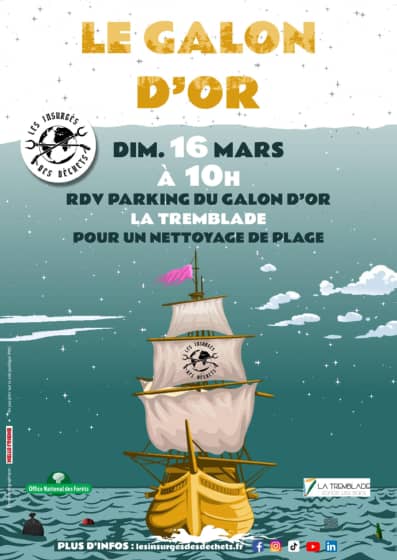 LE GALON
D'OR
LES INSURGÉS
DES DÉCHETS
DIM. 16 MARS
À 10H
RDV PARKING DU GALON D'OR
LA TREMBLADE
POUR UN NETTOYAGE DE PLAGE
LES INSURGÉS
DES DÉCHETS
Office National des Forêts
LA TREMBLADE
PLUS D'INFOS : lesinsurgesdesdechets.fr